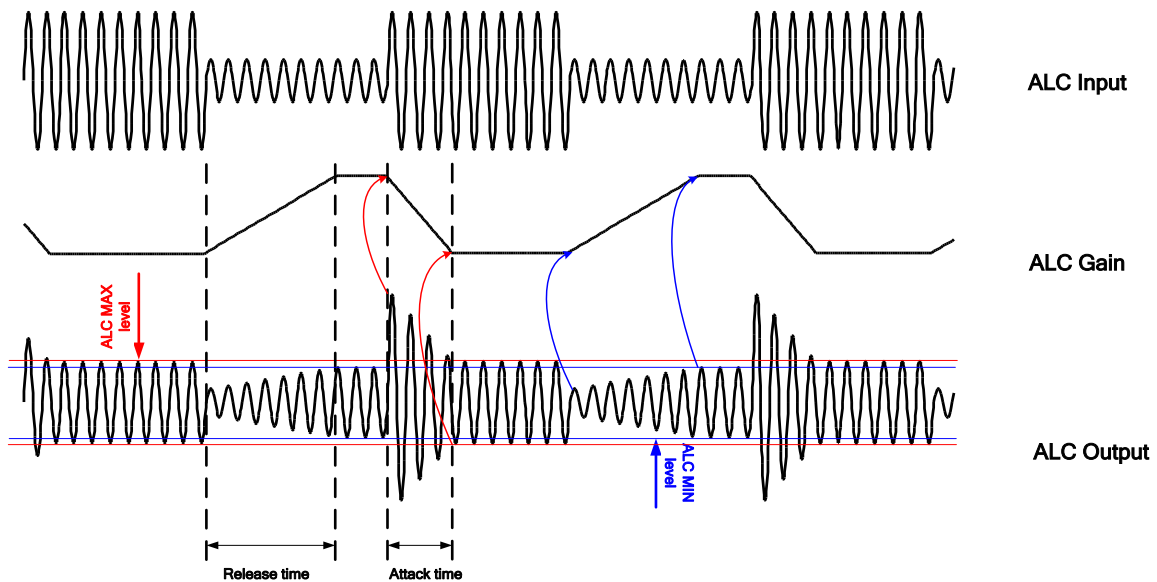 ALC Input
ALC Gain
ALC MAX
level
ALC Output
ALC MIN
level
Release time
Attack time